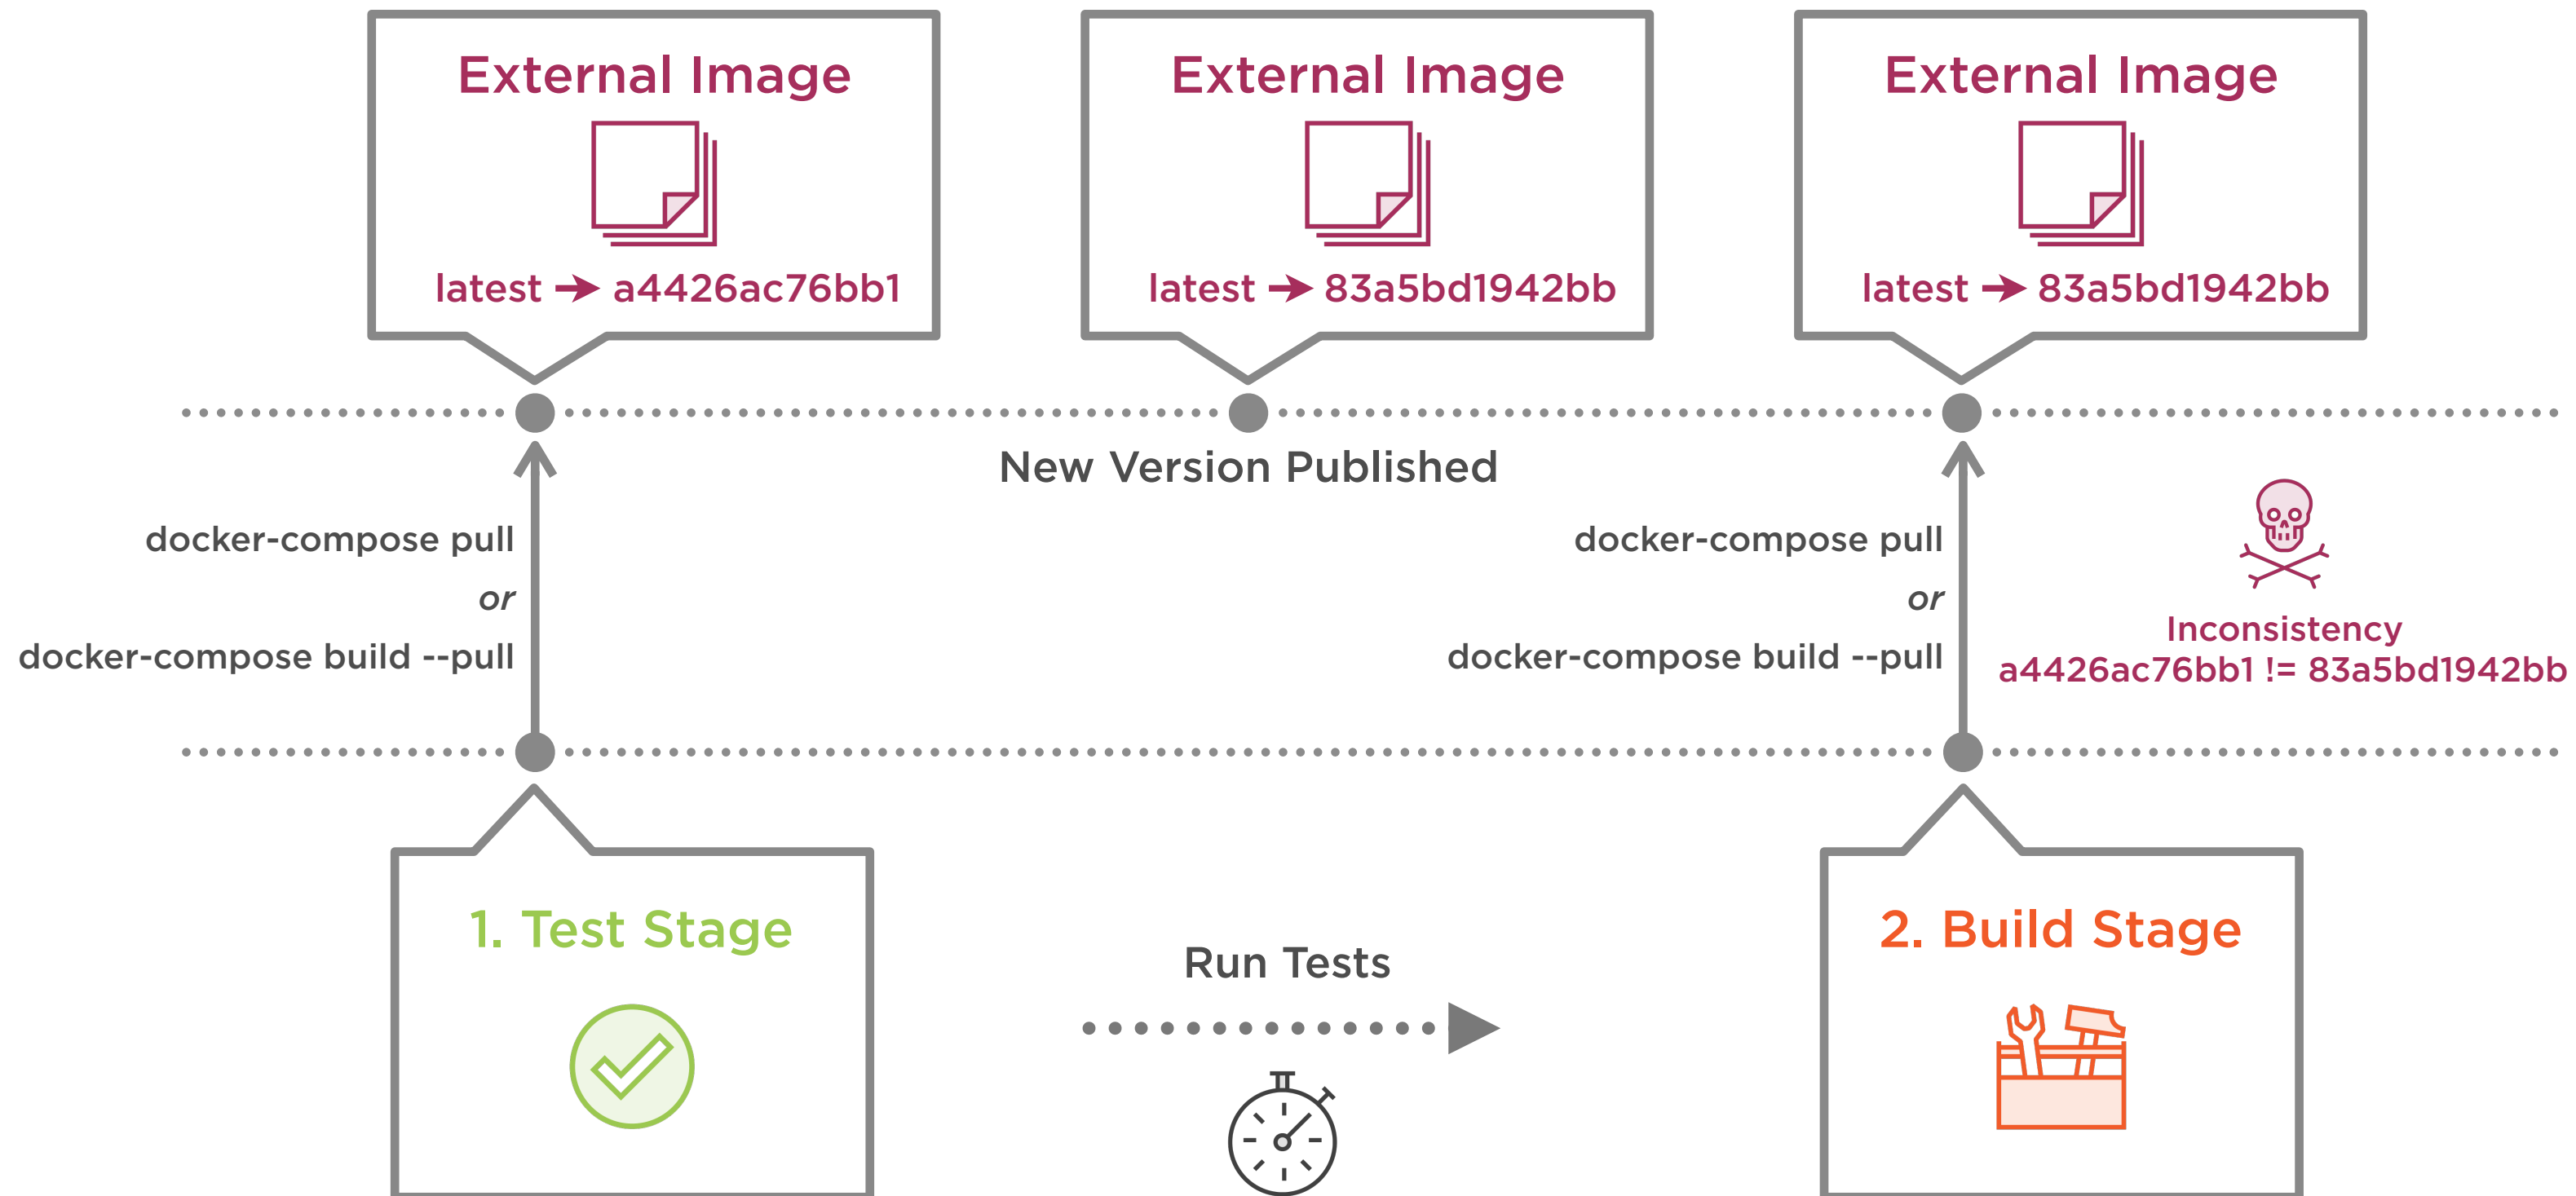 External Image
latest → a4426ac76bb1
External Image
latest → 83a5bd1942bb
External Image
latest → 83a5bd1942bb
New Version Published
docker-compose pull
or
docker-compose build --pull
docker-compose pull
or
docker-compose build --pull
Inconsistency
a4426ac76bb1 != 83a5bd1942bb
1. Test Stage
Run Tests
2. Build Stage